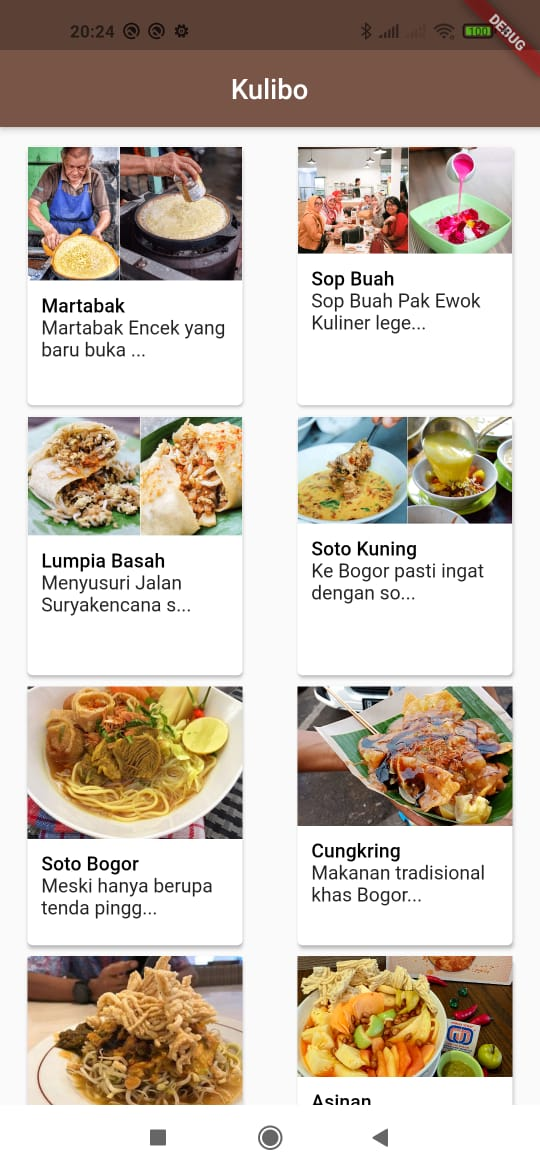 20:24
100
DEBUG
Kulibo
Martabak
Martabak Encek yang
baru buka ...
Sop Buah
Sop Buah Pak Ewok
Kuliner lege...
Lumpia Basah
Menyusuri Jalan
Suryakencana s...
Soto Kuning
Ke Bogor pasti ingat
dengan so...
Soto Bogor
Meski hanya berupa
tenda pingg...
Cungkring
Makanan tradisional
khas Bogor...
Asinan